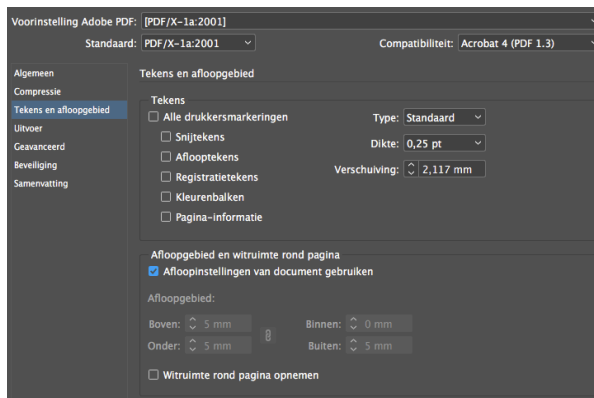 Voorinstelling Adobe PDF: [PDF/X-1a:2001]
Standaard: PDF/X-1a:2001 Compatibiliteit: Acrobat 4 (PDF 1.3)
Algemeen
Compressie
Tekens en afloopgebied
Uitvoer
Geavanceerd
Beveiliging
Samenvatting
Tekens en afloopgebied
Tekens
Alle drukkersmarkeringen Type: Standaard
Snijtekens Dikte: 0,25 pt
Aflooptekens Verschuiving: 2,117 mm
Registratietekens
Kleurenbalken
Pagina-informatie
Afloopgebied en witruimte rond pagina
Afloopinstellingen van document gebruiken
Afloopgebied:
Boven: 5 mm Binnen: 0 mm
Onder: 5 mm Buiten: 5 mm
Witruimte rond pagina opnemen